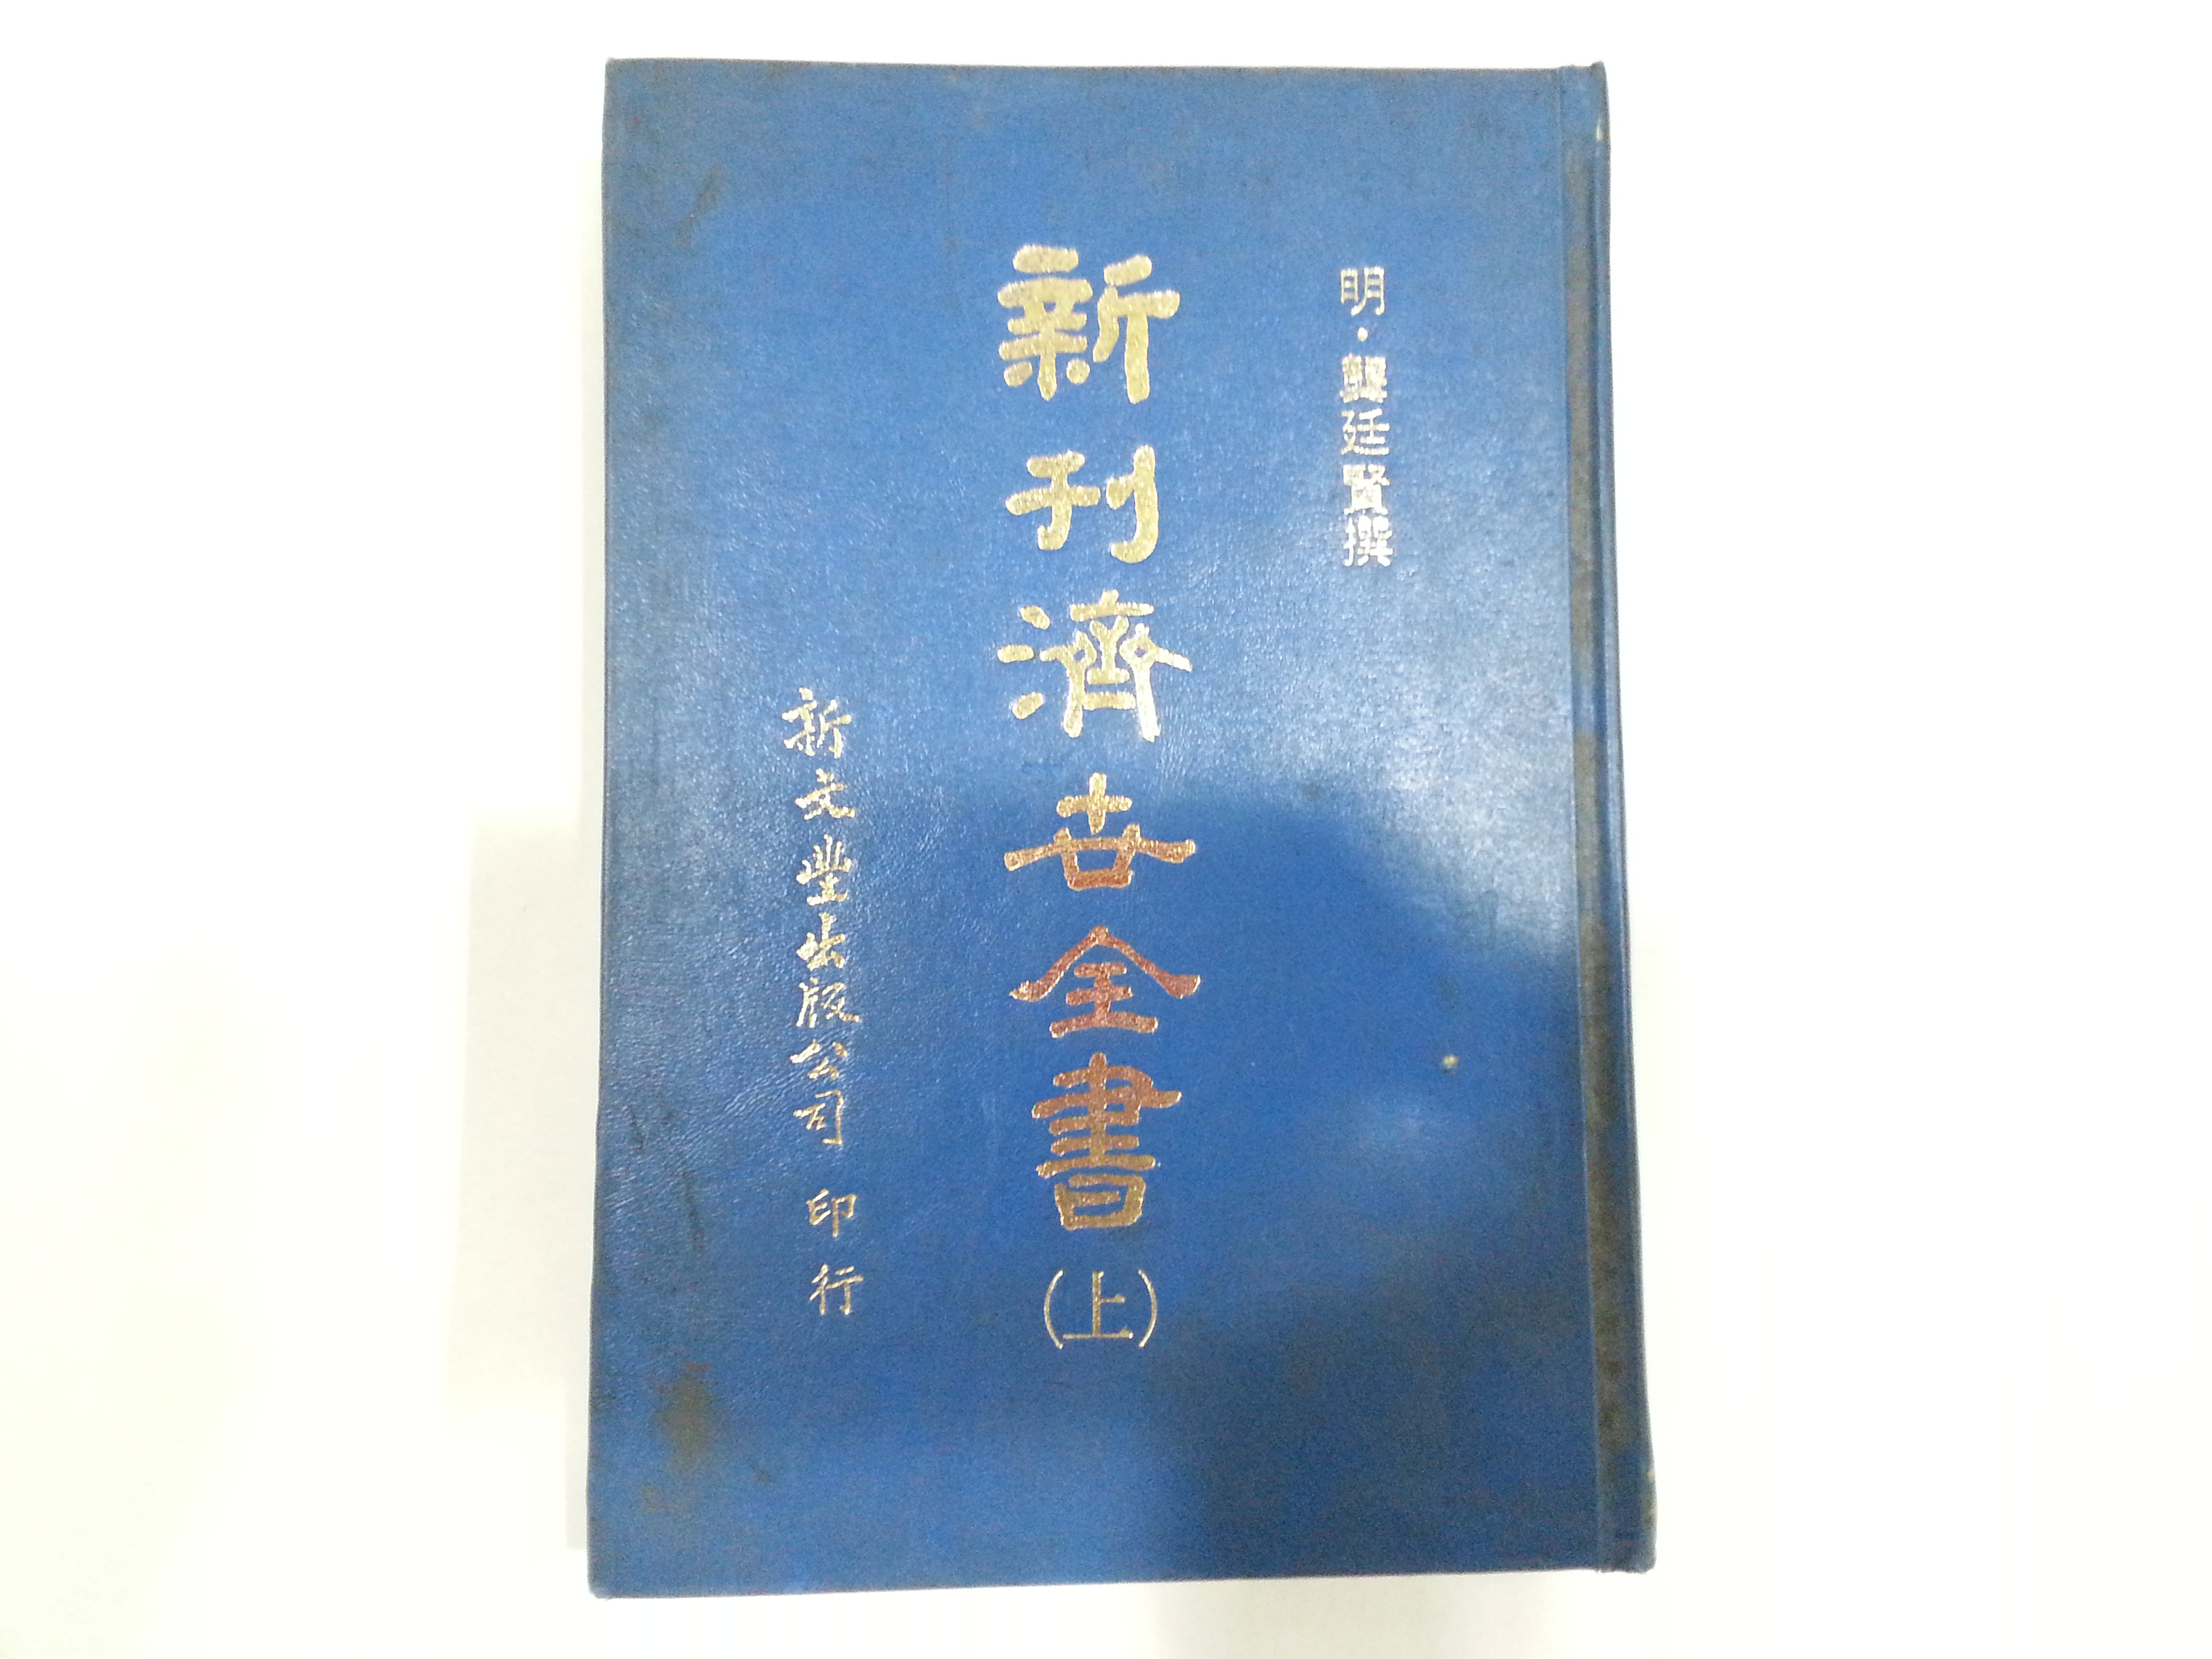 明·龔廷賢撰
新刊濟世全書(上)
新文豐出版公司 印行